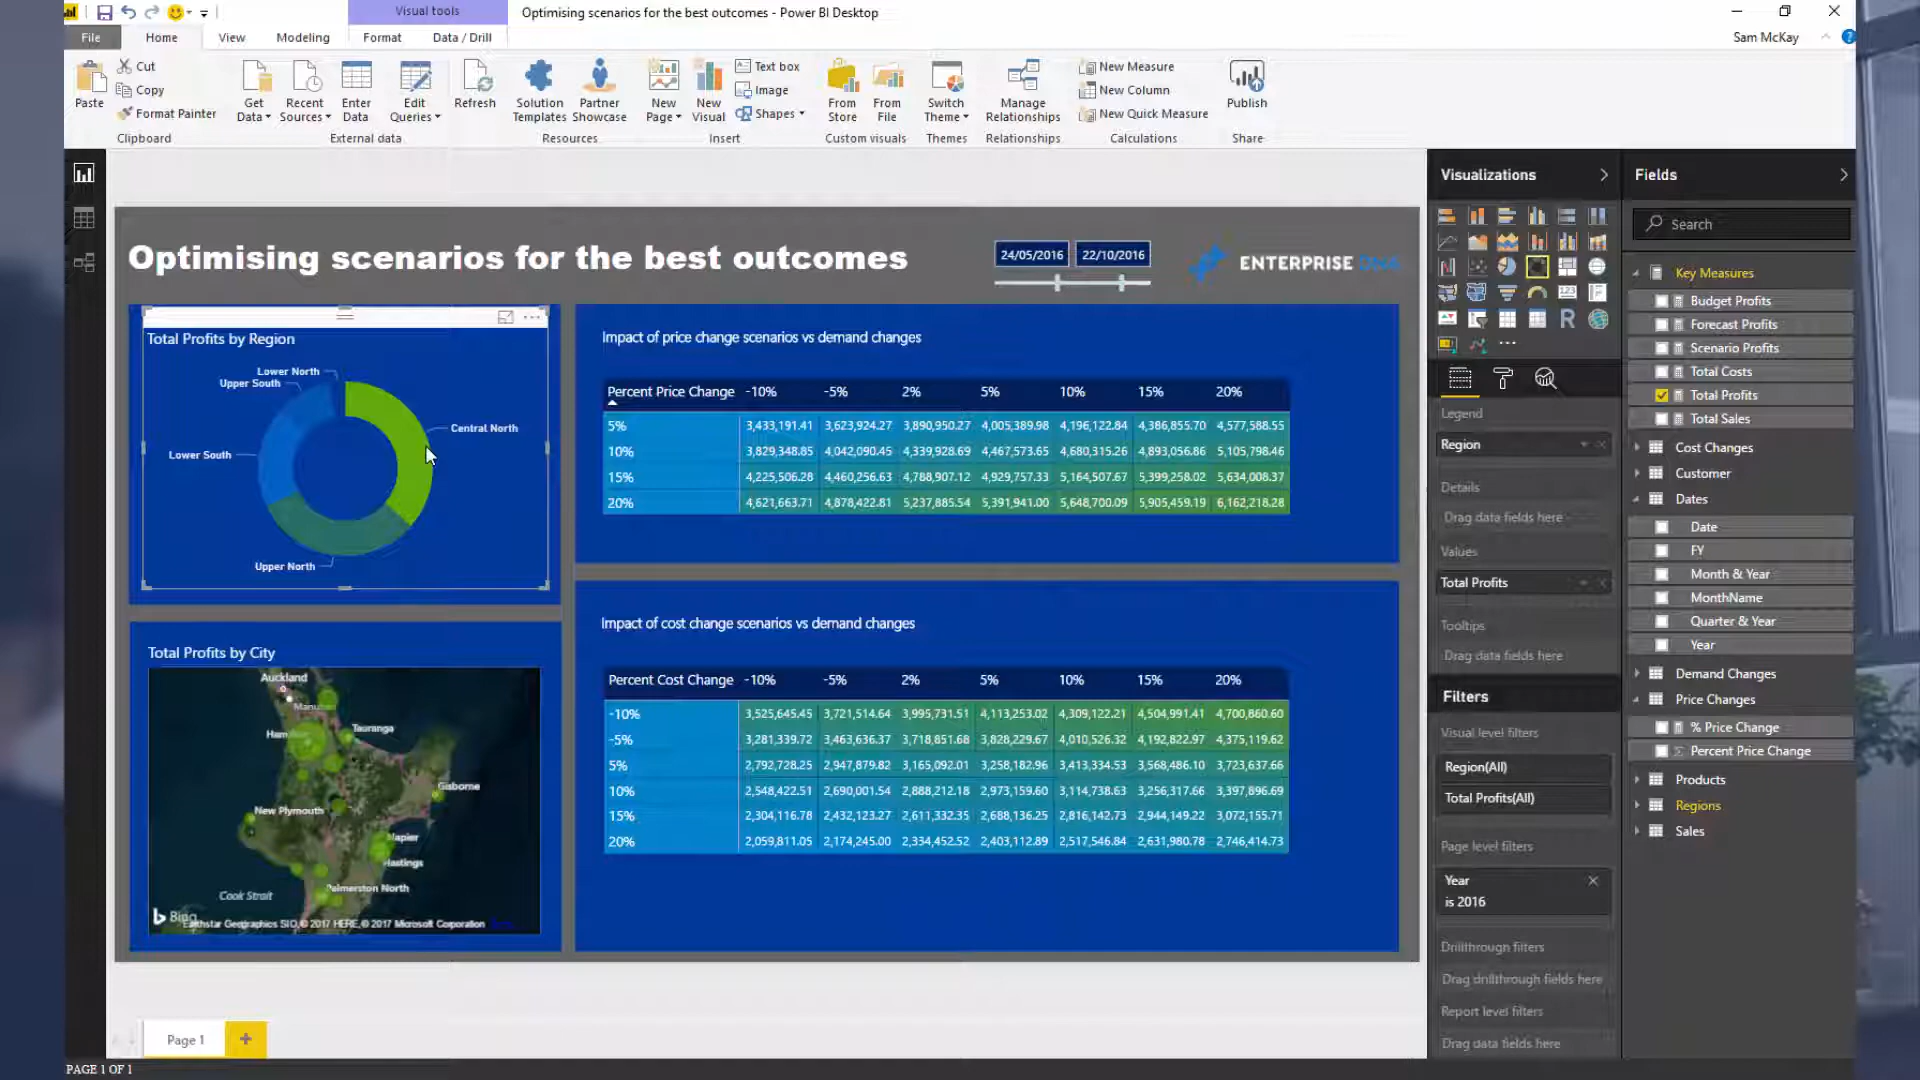 Visual tools
Optimising scenarios for the best outcomes - Power BI Desktop
File
Home
View
Modeling
Format
Data / Drill
Sam McKay
Paste
Cut
Copy
Format Painter
Clipboard
Get Data
Recent Sources
Enter Data
Edit Queries
External data
Refresh
Solution Templates
Partner Showcase
Resources
New Page
New Visual
Text box
Image
Shapes
Insert
From Store
From File
Custom visuals
Switch Theme
Themes
Manage Relationships
Relationships
New Measure
New Column
New Quick Measure
Calculations
Publish
Share
Optimising scenarios for the best outcomes
24/05/2016
22/10/2016
ENTERPRISE DNA
Total Profits by Region
Lower North
Upper South
Central North
Lower South
Upper North
Total Profits by City
Auckland
Tauranga
Gisborne
New Plymouth
Napier
Hastings
Palmerston North
Cook Strait
Bing
Earthstar Geographics SIO, © 2017 HERE, © 2017 Microsoft Corporation
Impact of price change scenarios vs demand changes
Percent Price Change -10% -5% 2% 5% 10% 15% 20%
5% 3,433,191.41 3,623,924.27 3,890,950.27 4,005,389.98 4,196,122.84 4,386,855.70 4,577,588.55
10% 3,829,348.85 4,042,090.45 4,339,928.69 4,467,573.65 4,680,315.26 4,893,056.86 5,105,798.46
15% 4,225,506.28 4,460,256.63 4,788,907.12 4,929,757.33 5,164,507.67 5,399,258.02 5,634,008.37
20% 4,621,663.71 4,878,422.81 5,237,885.54 5,391,941.00 5,648,700.09 5,905,459.19 6,162,218.28
Impact of cost change scenarios vs demand changes
Percent Cost Change -10% -5% 2% 5% 10% 15% 20%
-10% 3,525,645.45 3,721,514.64 3,995,731.51 4,113,253.02 4,309,122.21 4,504,991.41 4,700,860.60
-5% 3,281,339.72 3,463,636.37 3,718,851.68 3,828,229.67 4,010,526.32 4,192,822.97 4,375,119.62
5% 2,792,728.25 2,947,879.82 3,165,092.01 3,258,182.96 3,413,334.53 3,568,486.10 3,723,637.66
10% 2,548,422.51 2,690,001.54 2,888,212.18 2,973,159.60 3,114,738.63 3,256,317.66 3,397,896.69
15% 2,304,116.78 2,432,123.27 2,611,332.35 2,688,136.25 2,816,142.73 2,944,149.22 3,072,155.71
20% 2,059,811.05 2,174,245.00 2,334,452.52 2,403,112.89 2,517,546.84 2,631,980.78 2,746,414.73
Visualizations
R
Legend
Region
Details
Drag data fields here
Values
Total Profits
Tooltips
Drag data fields here
Filters
Visual level filters
Region(All)
Total Profits(All)
Page level filters
Year
is 2016
Drillthrough filters
Drag drillthrough fields here
Report level filters
Drag data fields here
Fields
Search
Key Measures
Budget Profits
Forecast Profits
Scenario Profits
Total Costs
Total Profits
Total Sales
Cost Changes
Customer
Dates
Date
FY
Month & Year
MonthName
Quarter & Year
Year
Demand Changes
Price Changes
% Price Change
Percent Price Change
Products
Regions
Sales
Page 1
PAGE 1 OF 1